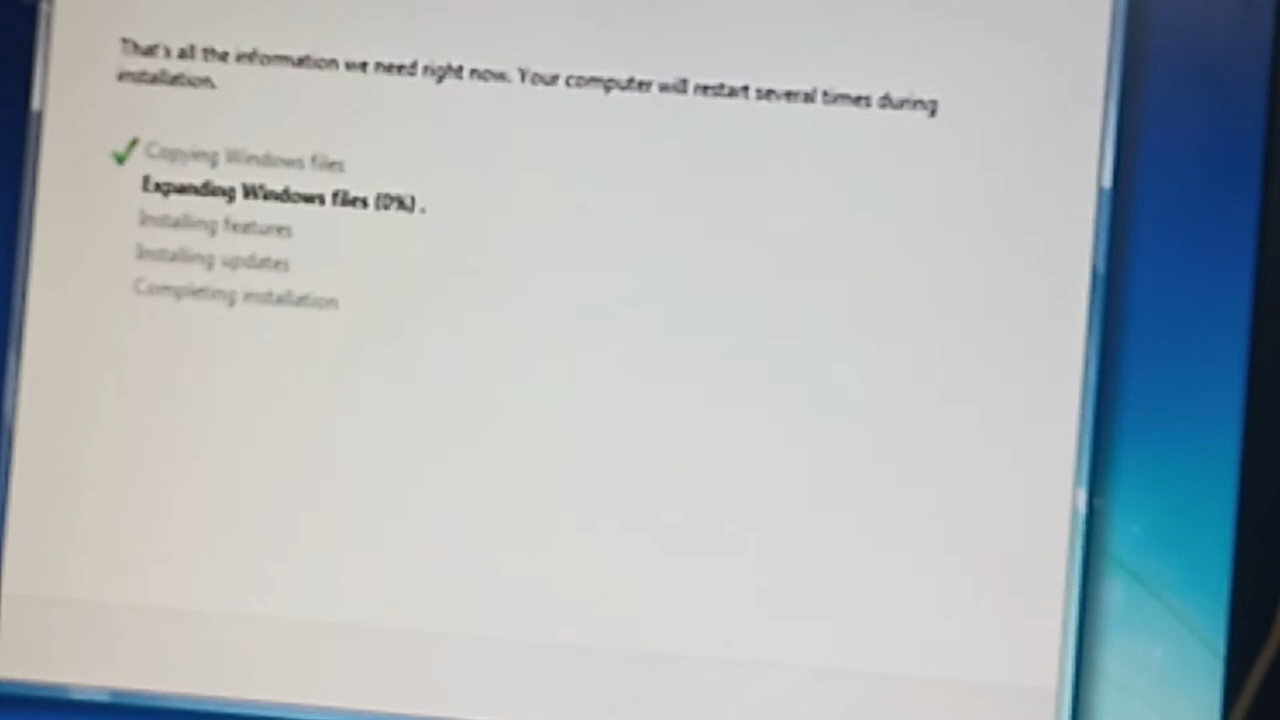 That's all the information we need right now. Your computer will restart several times during
installation.
Copying Windows files
Expanding Windows files (0%) .
Installing features
Installing updates
Completing installation